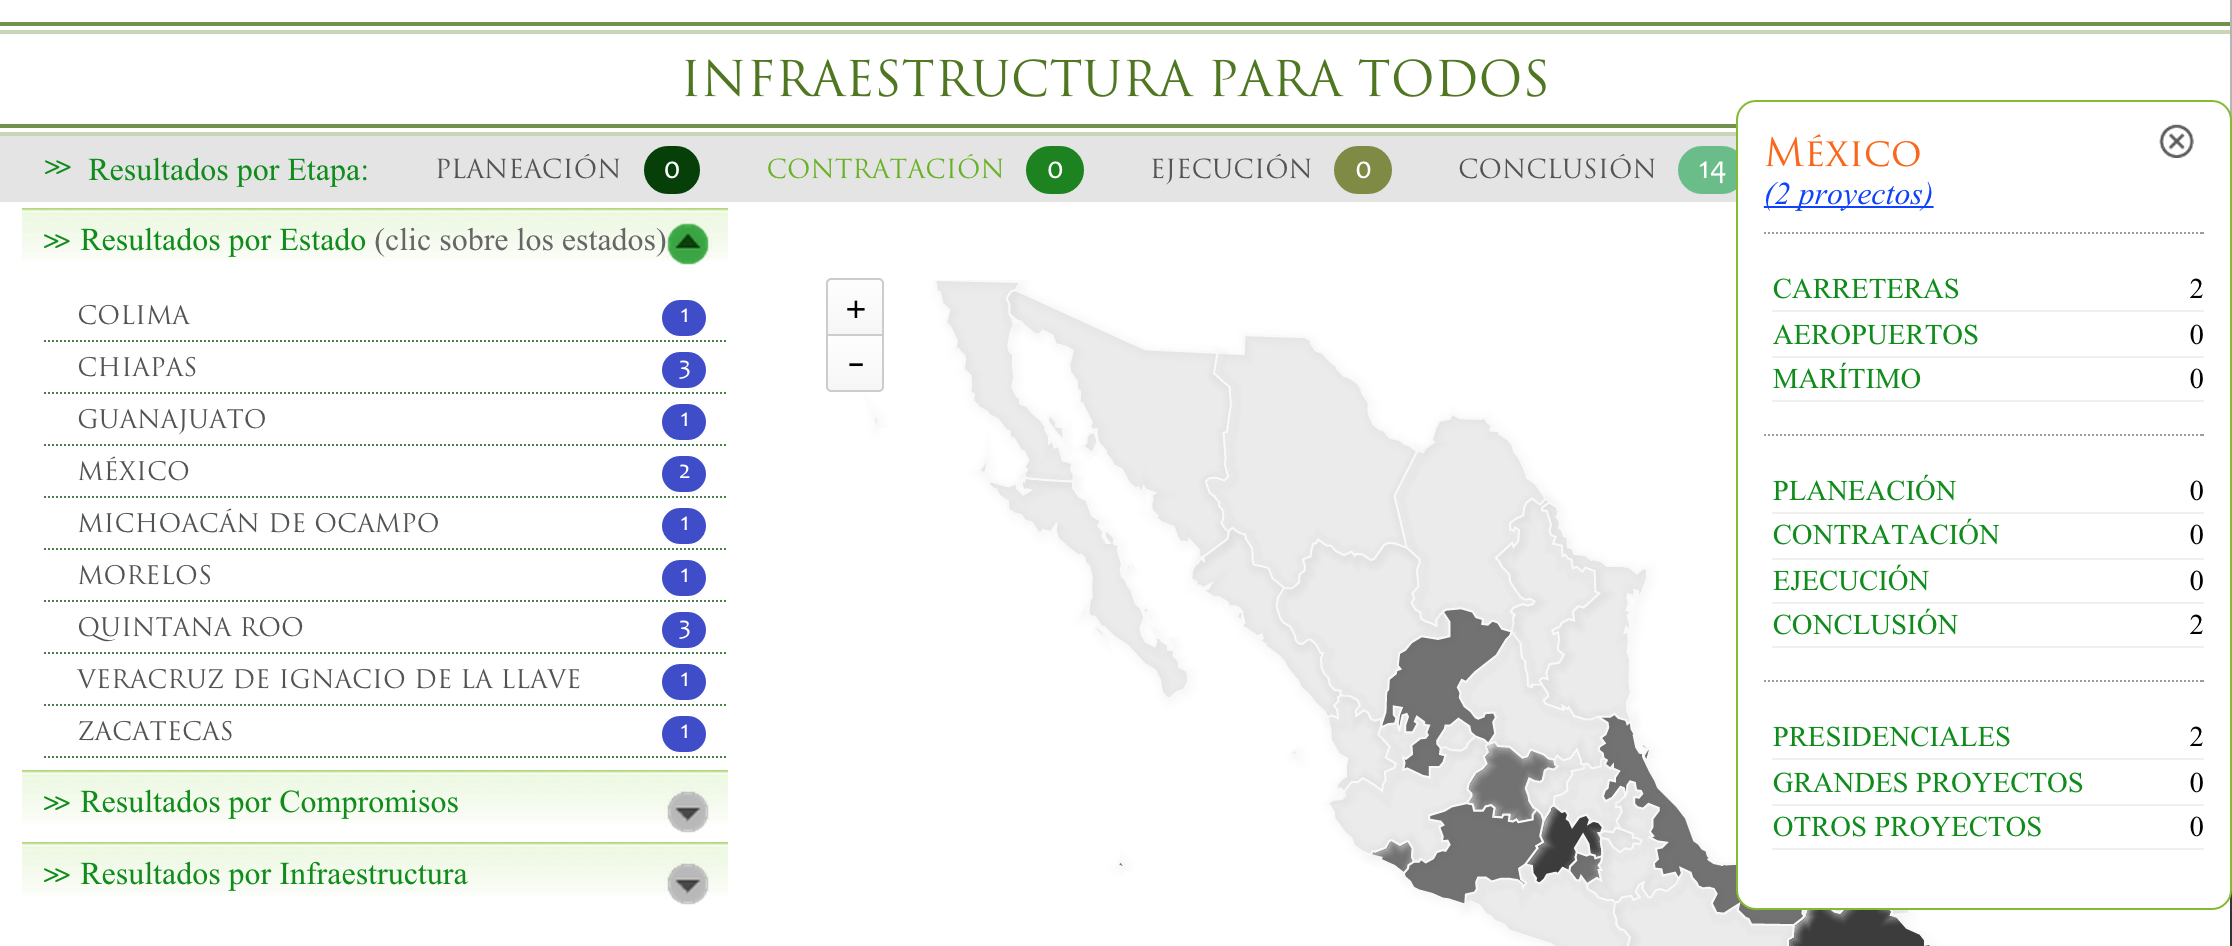 INFRAESTRUCTURA PARA TODOS
>> Resultados por Etapa: PLANEACIÓN 0 CONTRATACIÓN 0 EJECUCIÓN 0 CONCLUSIÓN 14
>> Resultados por Estado (clic sobre los estados)
COLIMA 1
CHIAPAS 3
GUANAJUATO 1
MÉXICO 2
MICHOACÁN DE OCAMPO 1
MORELOS 1
QUINTANA ROO 3
VERACRUZ DE IGNACIO DE LA LLAVE 1
ZACATECAS 1
>> Resultados por Compromisos
>> Resultados por Infraestructura
+
-
MÉXICO
(2 proyectos)
CARRETERAS 2
AEROPUERTOS 0
MARÍTIMO 0
PLANEACIÓN 0
CONTRATACIÓN 0
EJECUCIÓN 0
CONCLUSIÓN 2
PRESIDENCIALES 2
GRANDES PROYECTOS 0
OTROS PROYECTOS 0